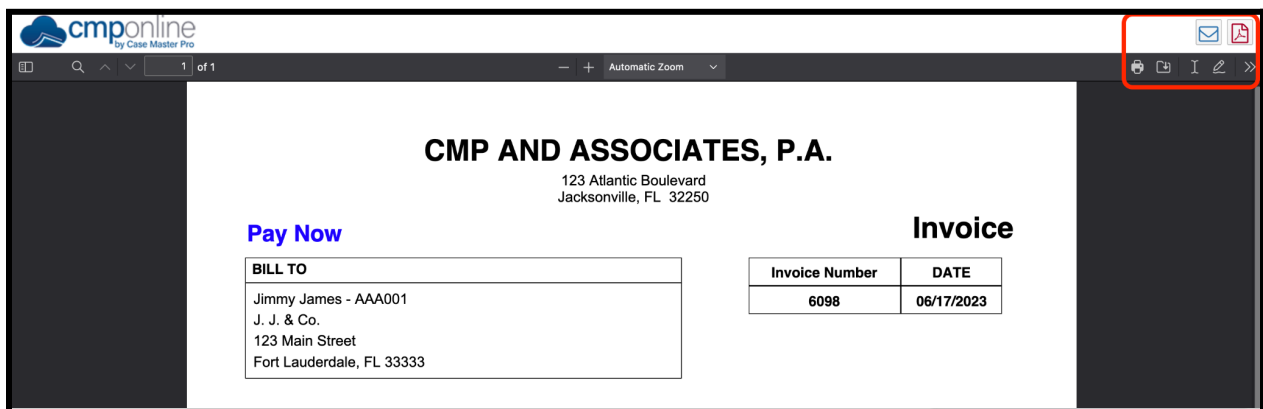 cmponline
by Case Master Pro
1 of 1
Automatic Zoom
CMP AND ASSOCIATES, P.A.
123 Atlantic Boulevard
Jacksonville, FL 32250
Pay Now
Invoice
BILL TO
Jimmy James - AAA001
J. J. & Co.
123 Main Street
Fort Lauderdale, FL 33333
Invoice Number DATE
6098 06/17/2023